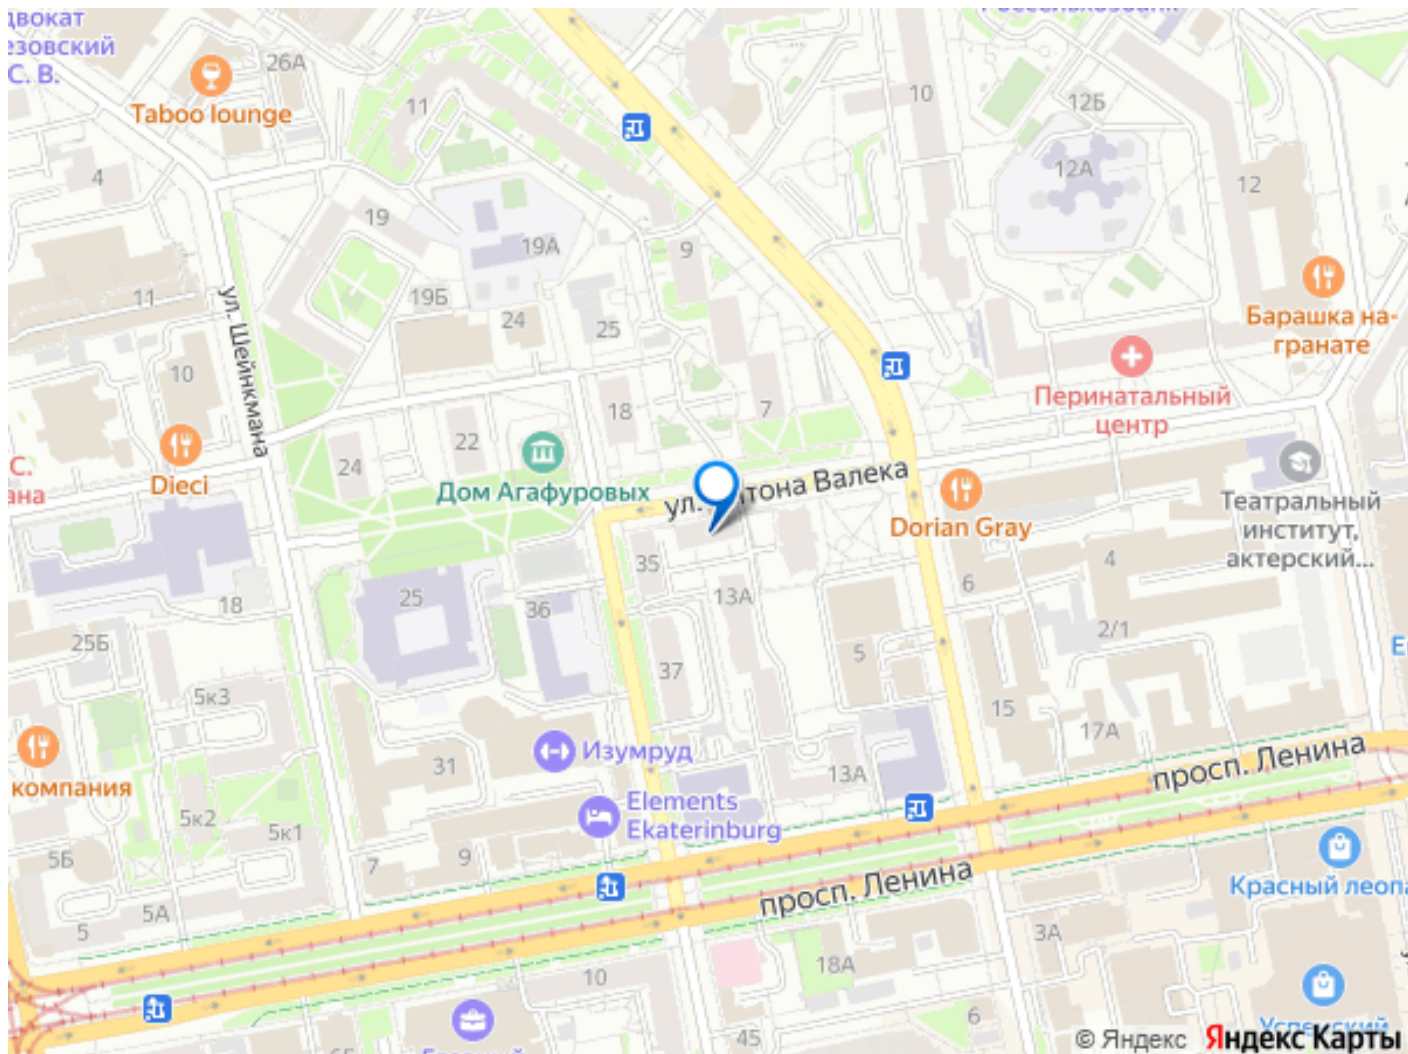 двокат
езовский
С. В.
26А
Taboo lounge
11
10
12Б
12А
12
4
19
19А
9
11
19Б
24
25
ул. Шейнкмана
Барашка на-
гранате
10
Перинатальный
центр
18
7
22
24
Dieci
С.
ана
Дом Агафуровых
ул. Антона Валека
Dorian Gray
Театральный
институт,
актерский...
35
4
6
18
25
36
13А
2/1
25Б
5
37
5к3
15
17А
Изумруд
31
13А
просп. Ленина
компания
Elements
Ekaterinburg
5к2
5к1
5Б
7
9
просп. Ленина
Красный леопа
5А
5
3А
18А
10
6
45
Успенский
© Яндекс Яндекс Карты